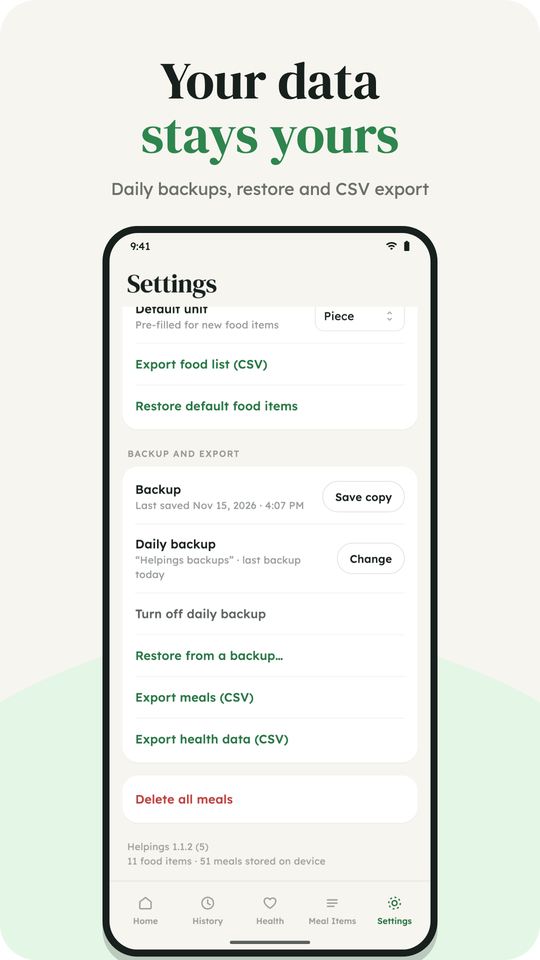 Your data
stays yours
Daily backups, restore and CSV export
9:41
Settings
Default unit
Pre-filled for new food items
Piece
Export food list (CSV)
Restore default food items
BACKUP AND EXPORT
Backup
Last saved Nov 15, 2026 · 4:07 PM
Save copy
Daily backup
“Helpings backups” · last backup
today
Change
Turn off daily backup
Restore from a backup…
Export meals (CSV)
Export health data (CSV)
Delete all meals
Helpings 1.1.2 (5)
11 food items · 51 meals stored on device
Home
History
Health
Meal Items
Settings